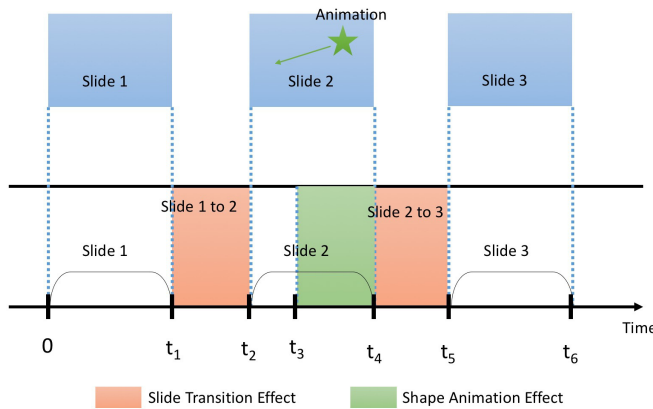 Animation
Slide 1
Slide 2
Slide 3
Slide 1 to 2
Slide 2 to 3
Slide 1
Slide 2
Slide 3
Time
0
t1
t2
t3
t4
t5
t6
Slide Transition Effect
Shape Animation Effect